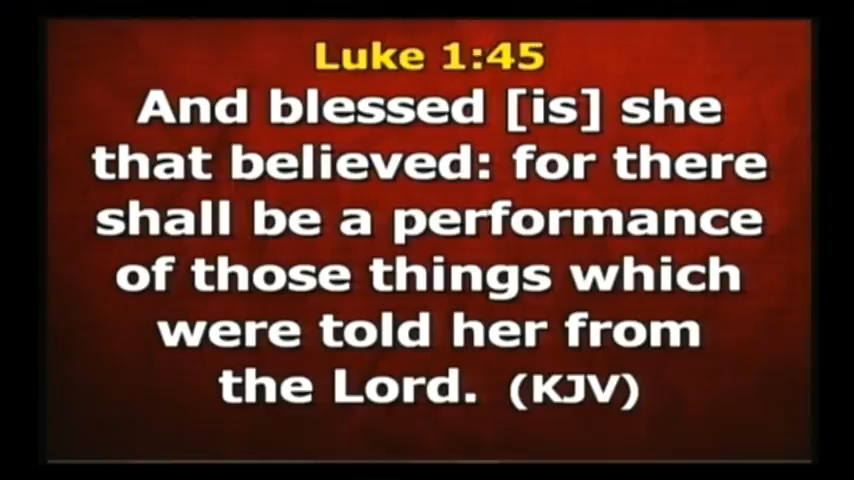 Luke 1:45
And blessed [is] she
that believed: for there
shall be a performance
of those things which
were told her from
the Lord. (KJV)